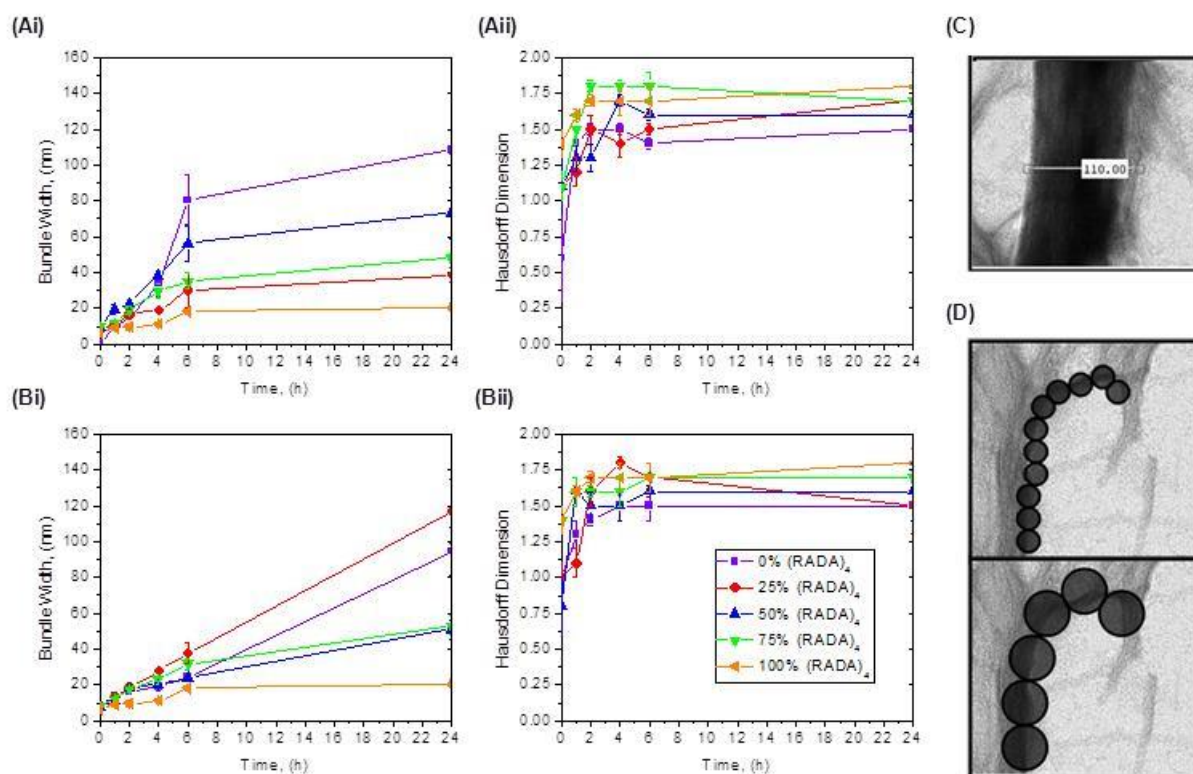 (Ai)
160
140
120
100
80
60
40
20
0
Bundle Width, (nm)
0 2 4 6 8 10 12 14 16 18 20 22 24
Time, (h)
(Aii)
2.00
1.75
1.50
1.25
1.00
0.75
0.50
0.25
0.00
Hausdorff Dimension
0 2 4 6 8 10 12 14 16 18 20 22 24
Time, (h)
(C)
110.00
(Bi)
160
140
120
100
80
60
40
20
0
Bundle Width, (nm)
0 2 4 6 8 10 12 14 16 18 20 22 24
Time, (h)
(Bii)
2.00
1.75
1.50
1.25
1.00
0.75
0.50
0.25
0.00
Hausdorff Dimension
0% (RADA)4
25% (RADA)4
50% (RADA)4
75% (RADA)4
100% (RADA)4
0 2 4 6 8 10 12 14 16 18 20 22 24
Time, (h)
(D)